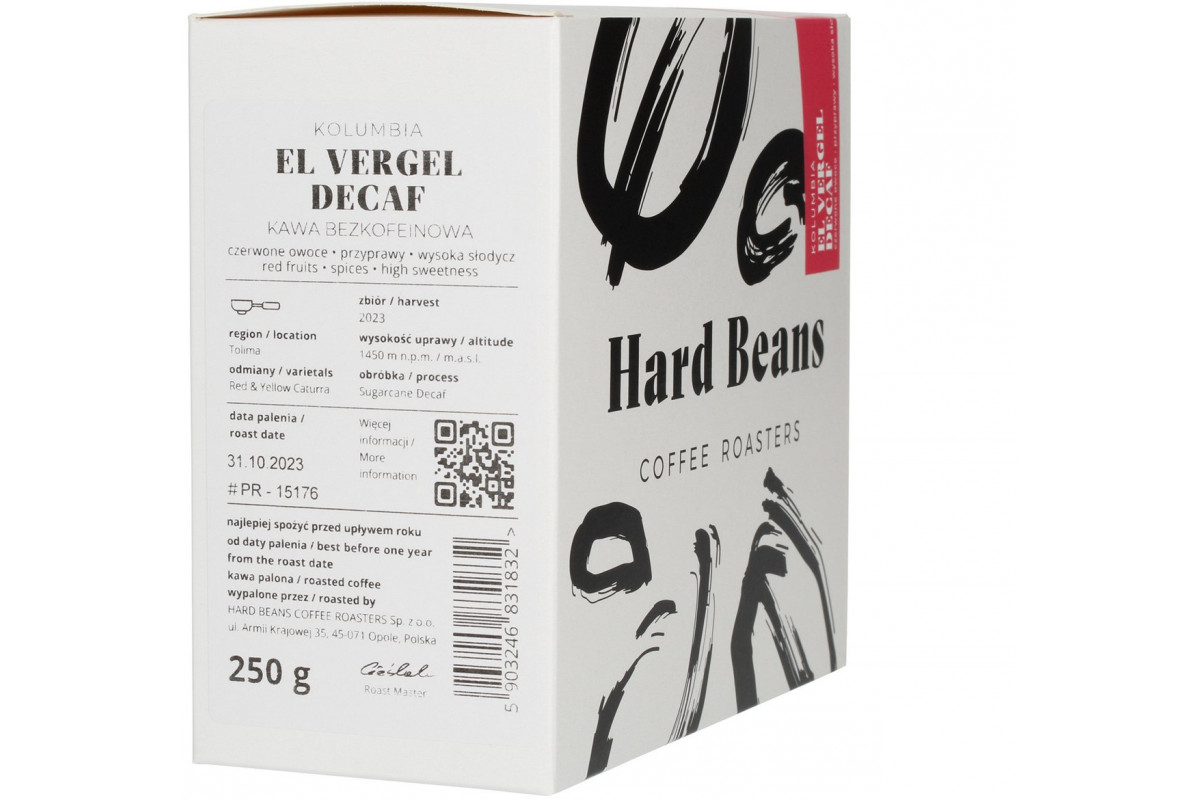 KOLUMBIA
EL VERGEL
DECAF
KAWA BEZKOFEINOWA
czerwone owoce • przyprawy • wysoka słodycz
red fruits • spices • high sweetness
region / location
Tolima
odmiany / varietals
Red & Yellow Caturra
zbiór / harvest
2023
wysokość uprawy / altitude
1450 m n.p.m. / m.a.s.l.
obróbka / process
Sugarcane Decaf
data palenia /
roast date
31.10.2023
#PR - 15176
Więcej
informacji /
More
information
najlepiej spożyć przed upływem roku
od daty palenia / best before one year
from the roast date
kawa palona / roasted coffee
wypalone przez / roasted by
HARD BEANS COFFEE ROASTERS Sp. z o.o.
ul. Armii Krajowej 35, 45-071 Opole, Polska
250 g
Roast Master
5 903246 831832 >
Hard Beans
COFFEE ROASTERS
KOLUMBIA
EL VERGEL
DECAF
czerwone owoce · przyprawy · wysoka